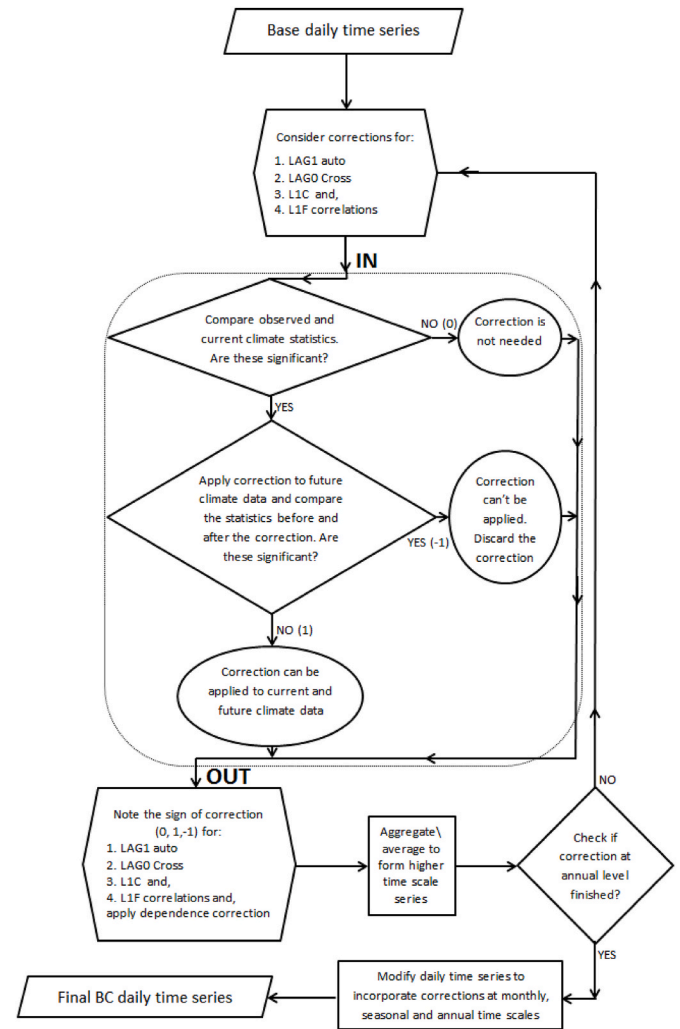 Base daily time series
Consider corrections for:
1. LAG1 auto
2. LAG0 Cross
3. L1C and,
4. L1F correlations
IN
Compare observed and
current climate statistics.
Are these significant?
NO (0)
Correction is
not needed
YES
Apply correction to future
climate data and compare
the statistics before and
after the correction. Are
these significant?
YES (-1)
Correction
can't be
applied.
Discard the
correction
NO (1)
Correction can be
applied to current and
future climate data
OUT
Note the sign of correction
(0, 1,-1) for:
1. LAG1 auto
2. LAG0 Cross
3. L1C and,
4. L1F correlations and,
apply dependence correction
Aggregate\
average to
form higher
time scale
series
NO
Check if
correction at
annual level
finished?
YES
Modify daily time series to
incorporate corrections at monthly,
seasonal and annual time scales
Final BC daily time series